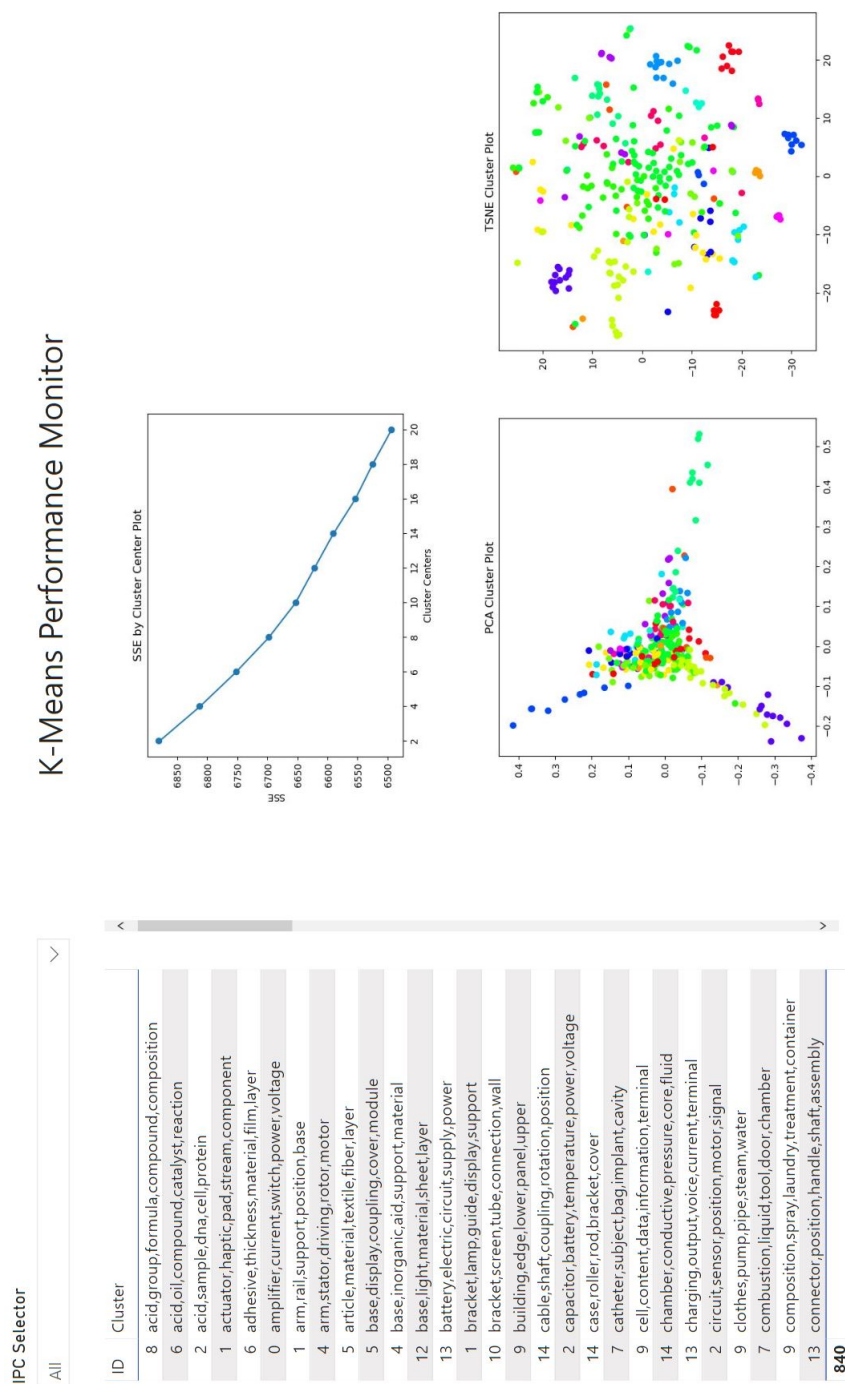 K-Means Performance Monitor
IPC Selector
All
ID Cluster
8 acid,group,formula,compound,composition
6 acid,oil,compound,catalyst,reaction
2 acid,sample,dna,cell,protein
1 actuator,haptic,pad,stream,component
6 adhesive,thickness,material,film,layer
0 amplifier,current,switch,power,voltage
1 arm,rail,support,position,base
4 arm,stator,driving,rotor,motor
5 article,material,textile,fiber,layer
5 base,display,coupling,cover,module
4 base,inorganic,aid,support,material
12 base,light,material,sheet,layer
13 battery,electric,circuit,supply,power
1 bracket,lamp,guide,display,support
10 bracket,screen,tube,connection,wall
9 building,edge,lower,panel,upper
14 cable,shaft,coupling,rotation,position
2 capacitor,battery,temperature,power,voltage
14 case,roller,rod,bracket,cover
7 catheter,subject,bag,implant,cavity
9 cell,content,data,information,terminal
14 chamber,conductive,pressure,core,fluid
13 charging,output,voice,current,terminal
2 circuit,sensor,position,motor,signal
9 clothes,pump,pipe,steam,water
7 combustion,liquid,tool,door,chamber
9 composition,spray,laundry,treatment,container
13 connector,position,handle,shaft,assembly
840
SSE by Cluster Center Plot
SSE
6850
6800
6750
6700
6650
6600
6550
6500
2 4 6 8 10 12 14 16 18 20
Cluster Centers
PCA Cluster Plot
0.4
0.3
0.2
0.1
0.0
−0.1
−0.2
−0.3
−0.4
−0.2 −0.1 0.0 0.1 0.2 0.3 0.4 0.5
TSNE Cluster Plot
20
10
0
−10
−20
−30
−20 −10 0 10 20